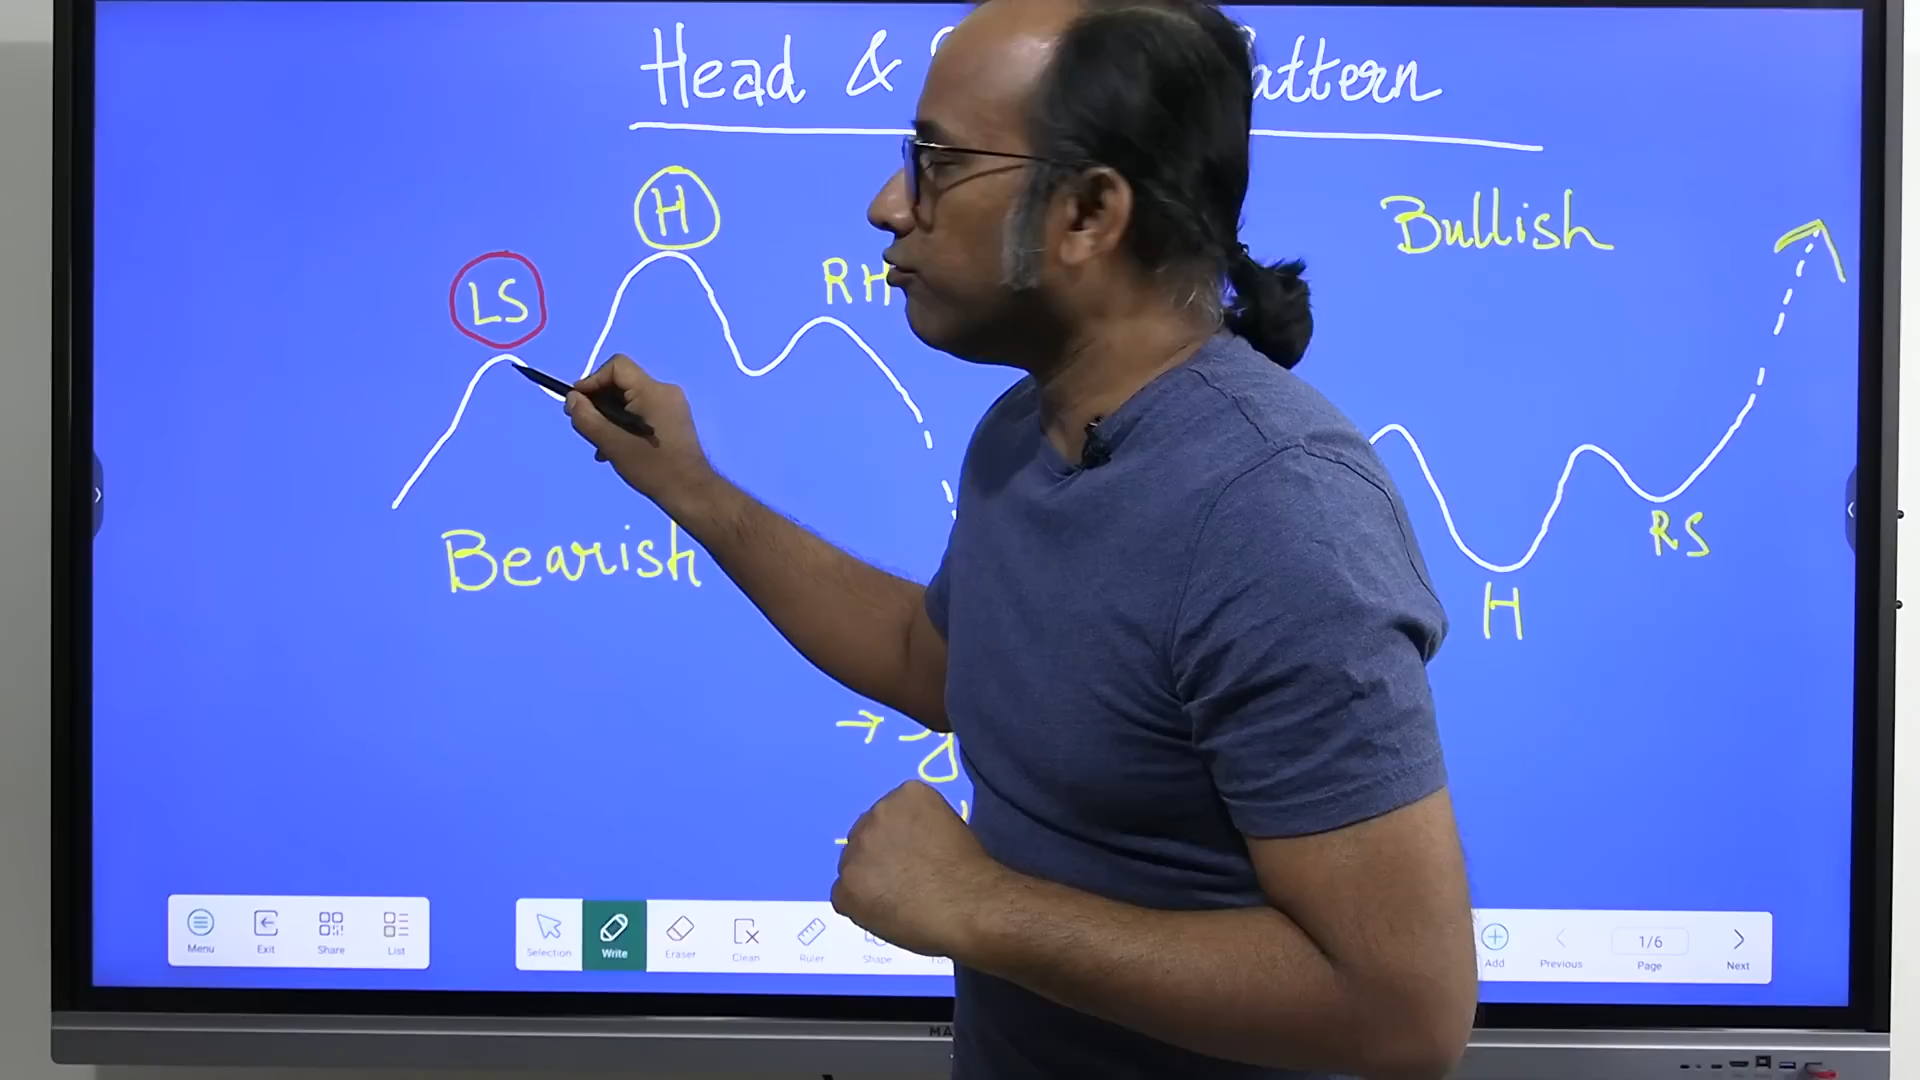 Head & attern
Bullish
H
LS
RH
Bearish
RS
H
Menu Exit Share List
Selection Write Eraser Clean Ruler Shape
Add Previous 1/6 Page Next
MA